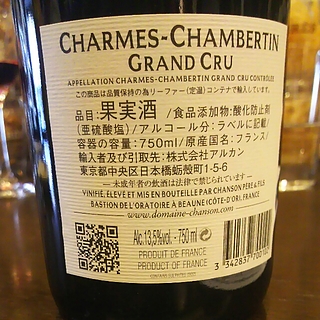 CHARMES-CHAMBERTIN
GRAND CRU
APPELLATION CHARMES-CHAMBERTIN GRAND CRU CONTRÔLÉE
この商品は品質保持の為リーファー(定温)コンテナで輸入しています。
品目:果実酒/食品添加物:酸化防止剤
(亜硫酸塩)/アルコール分:ラベルに記載/
容器の容量:750ml/原産国名:フランス/
輸入者及び引取先:株式会社アルカン
東京都中央区日本橋蛎殻町1-5-6
―未成年者の飲酒は法律で禁じられています―
VINIFIÉ, ÉLEVÉ ET MIS EN BOUTEILLE PAR CHANSON PÈRE & FILS
BASTION DE L'ORATOIRE À BEAUNE (CÔTE-D'OR), FRANCE
www.domaine-chanson.com
Alc.13,5%vol. - 750 ml
PRODUIT DE FRANCE
PRODUCT OF FRANCE
3 342837 700